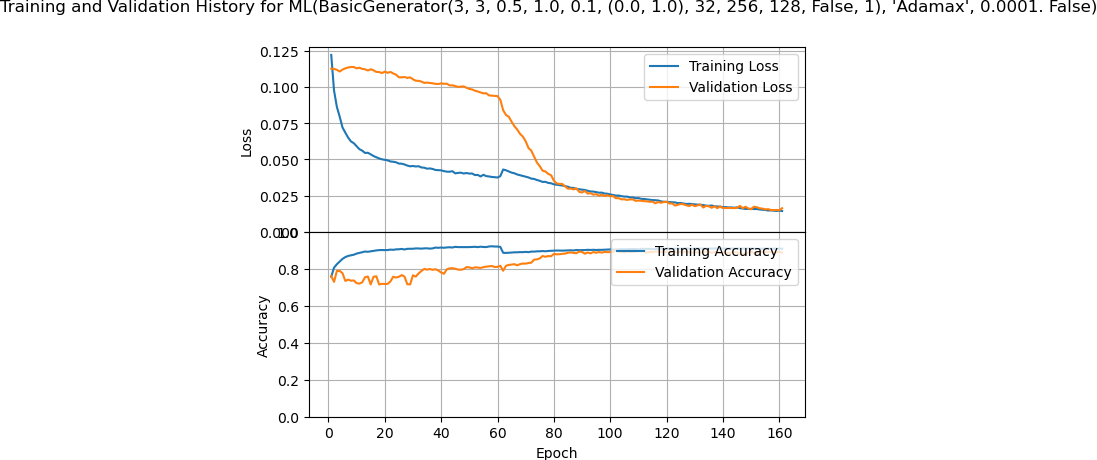 Training and Validation History for ML(BasicGenerator(3, 3, 0.5, 1.0, 0.1, (0.0, 1.0), 32, 256, 128, False, 1), 'Adamax', 0.0001. False)
0.125
0.100
0.075
0.050
0.025
0.000
Loss
Training Loss
Validation Loss
1.0
0.8
0.6
0.4
0.2
0.0
Accuracy
Training Accuracy
Validation Accuracy
0 20 40 60 80 100 120 140 160
Epoch